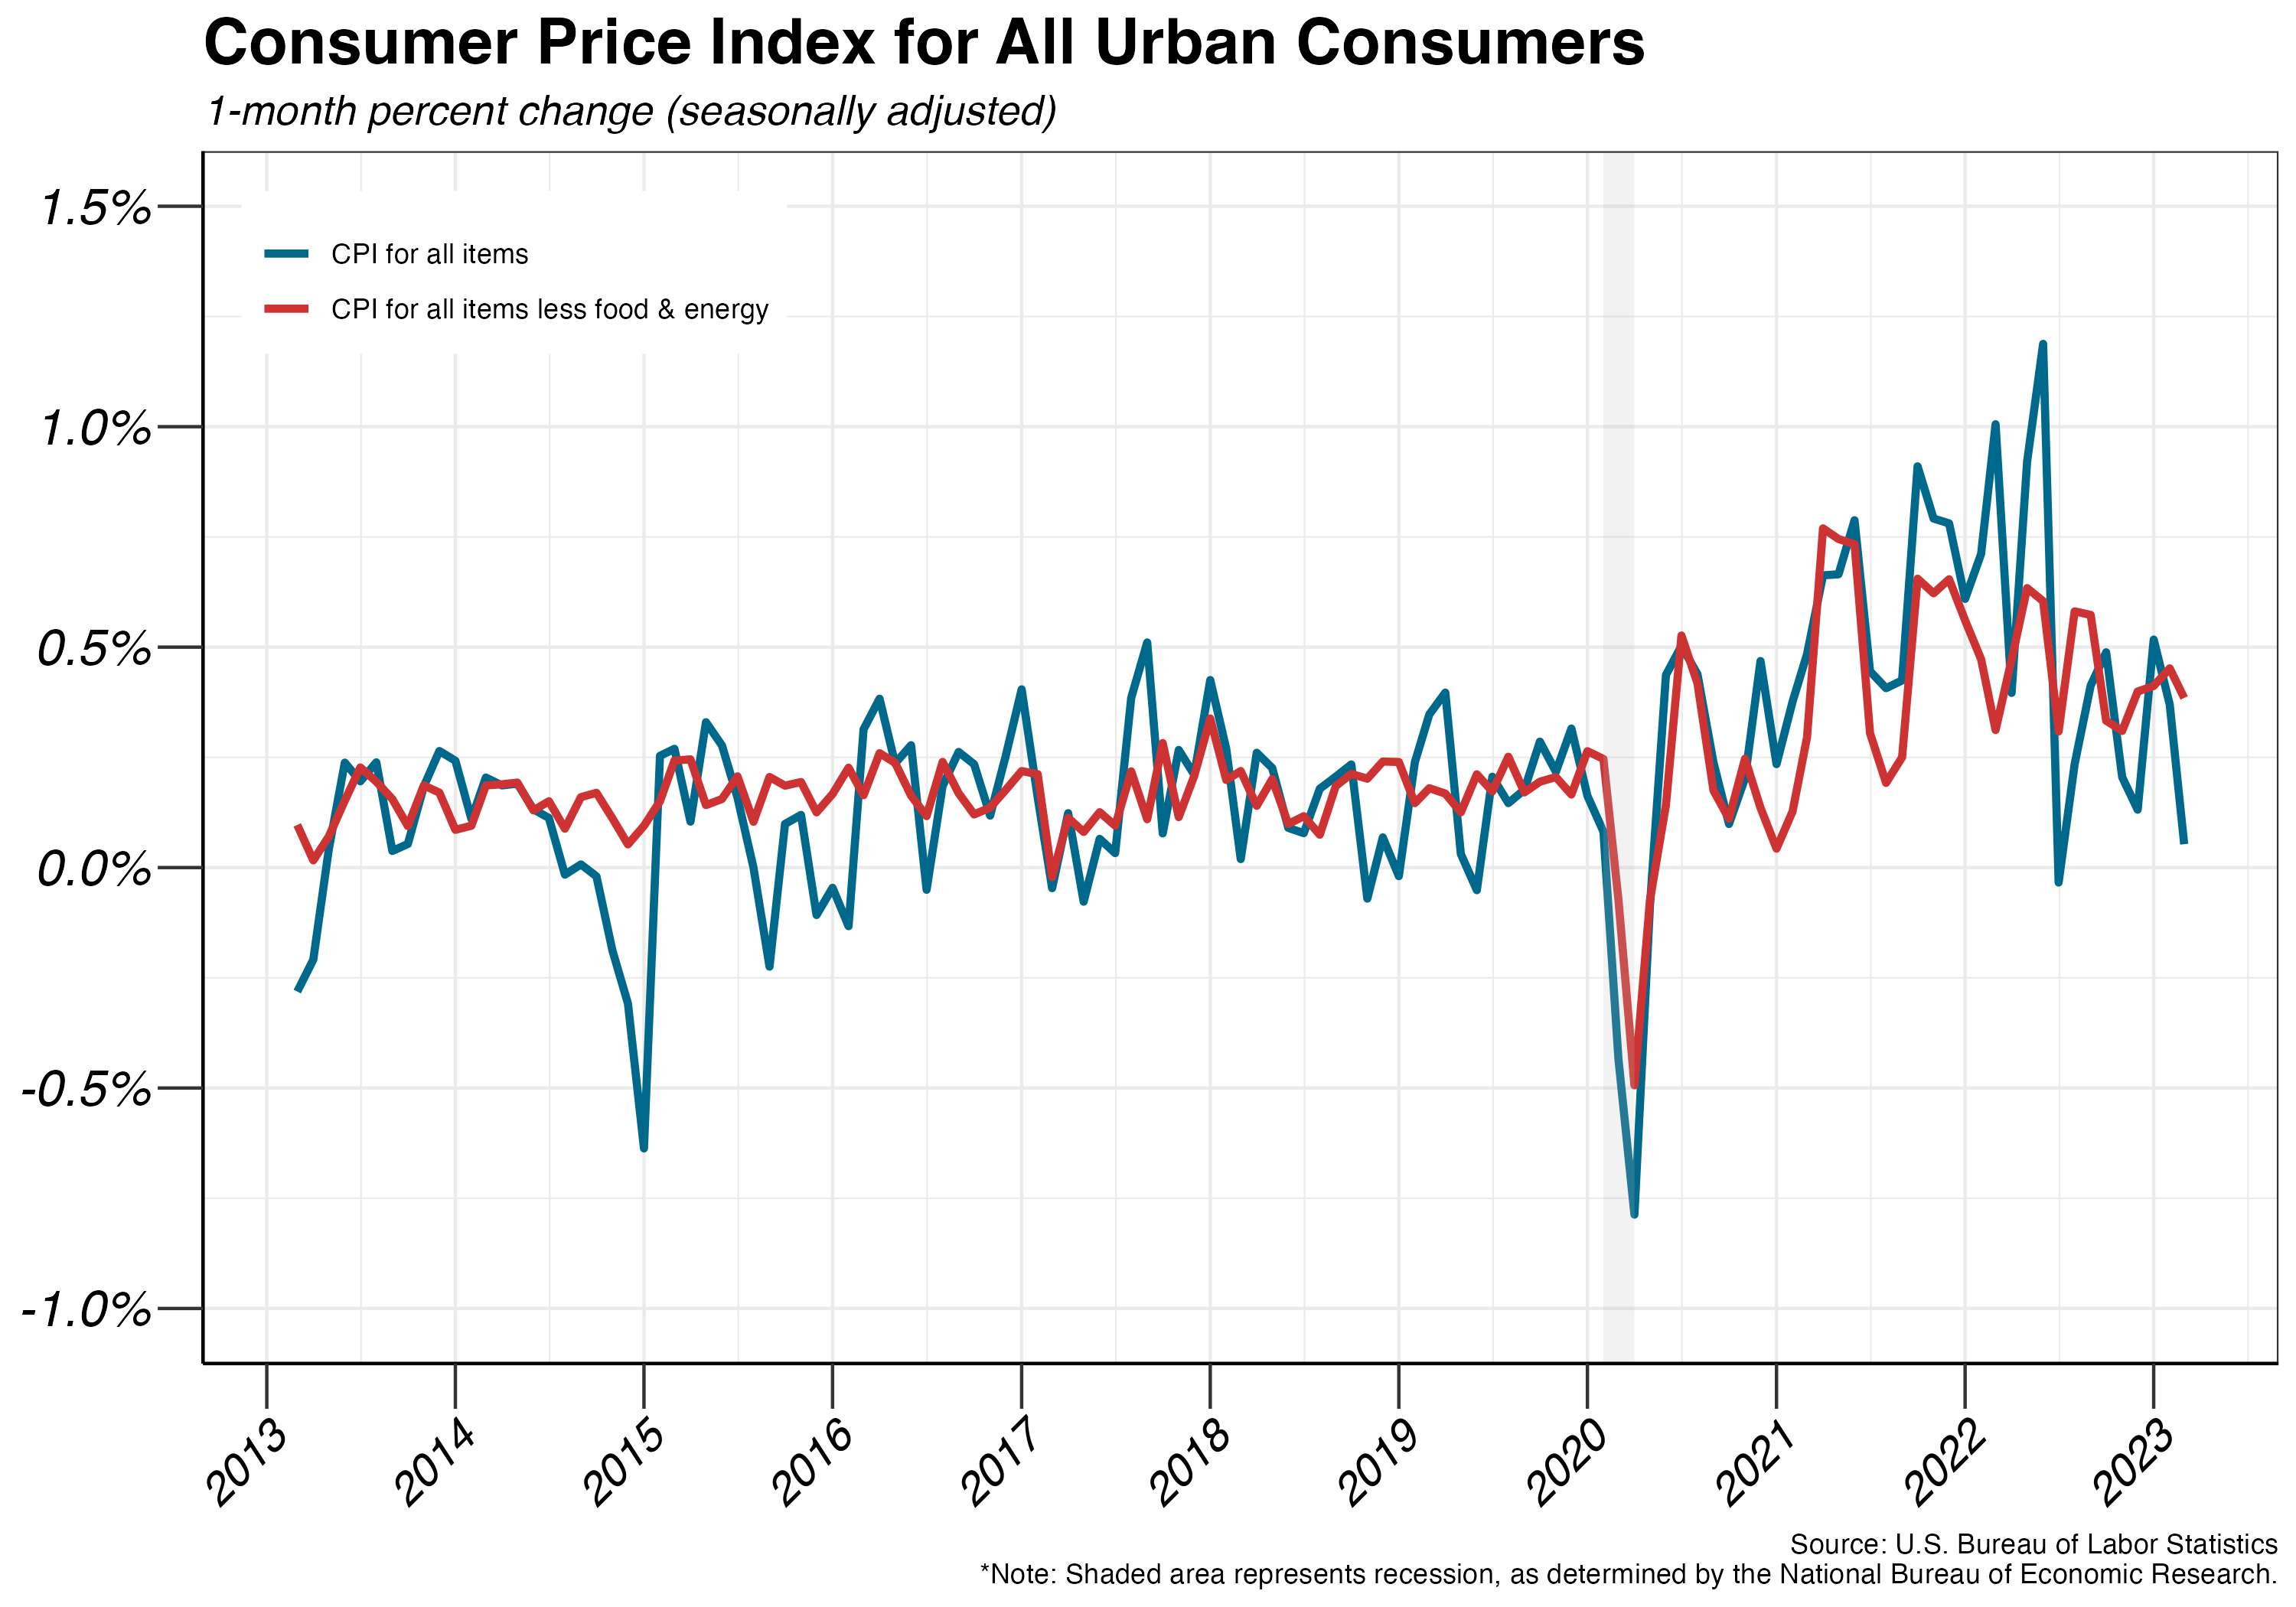 Consumer Price Index for All Urban Consumers
1-month percent change (seasonally adjusted)
1.5%
CPI for all items
CPI for all items less food & energy
1.0%
0.5%
0.0%
-0.5%
-1.0%
2013
2014
2015
2016
2017
2018
2019
2020
2021
2022
2023
Source: U.S. Bureau of Labor Statistics
*Note: Shaded area represents recession, as determined by the National Bureau of Economic Research.